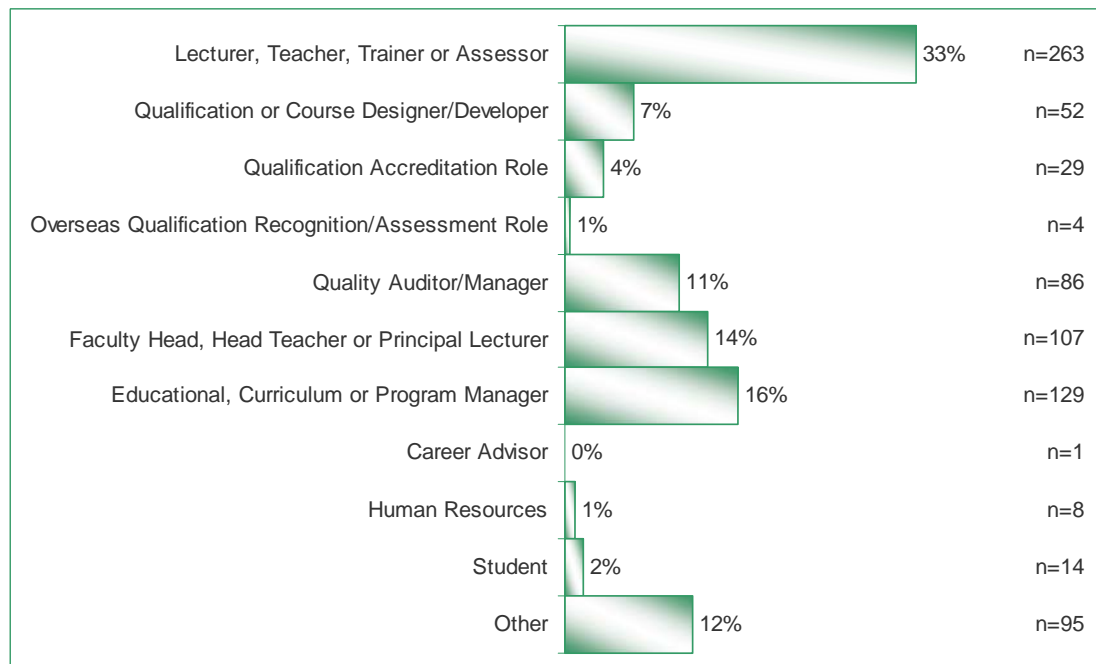 Lecturer, Teacher, Trainer or Assessor 33% n=263
Qualification or Course Designer/Developer 7% n=52
Qualification Accreditation Role 4% n=29
Overseas Qualification Recognition/Assessment Role 1% n=4
Quality Auditor/Manager 11% n=86
Faculty Head, Head Teacher or Principal Lecturer 14% n=107
Educational, Curriculum or Program Manager 16% n=129
Career Advisor 0% n=1
Human Resources 1% n=8
Student 2% n=14
Other 12% n=95